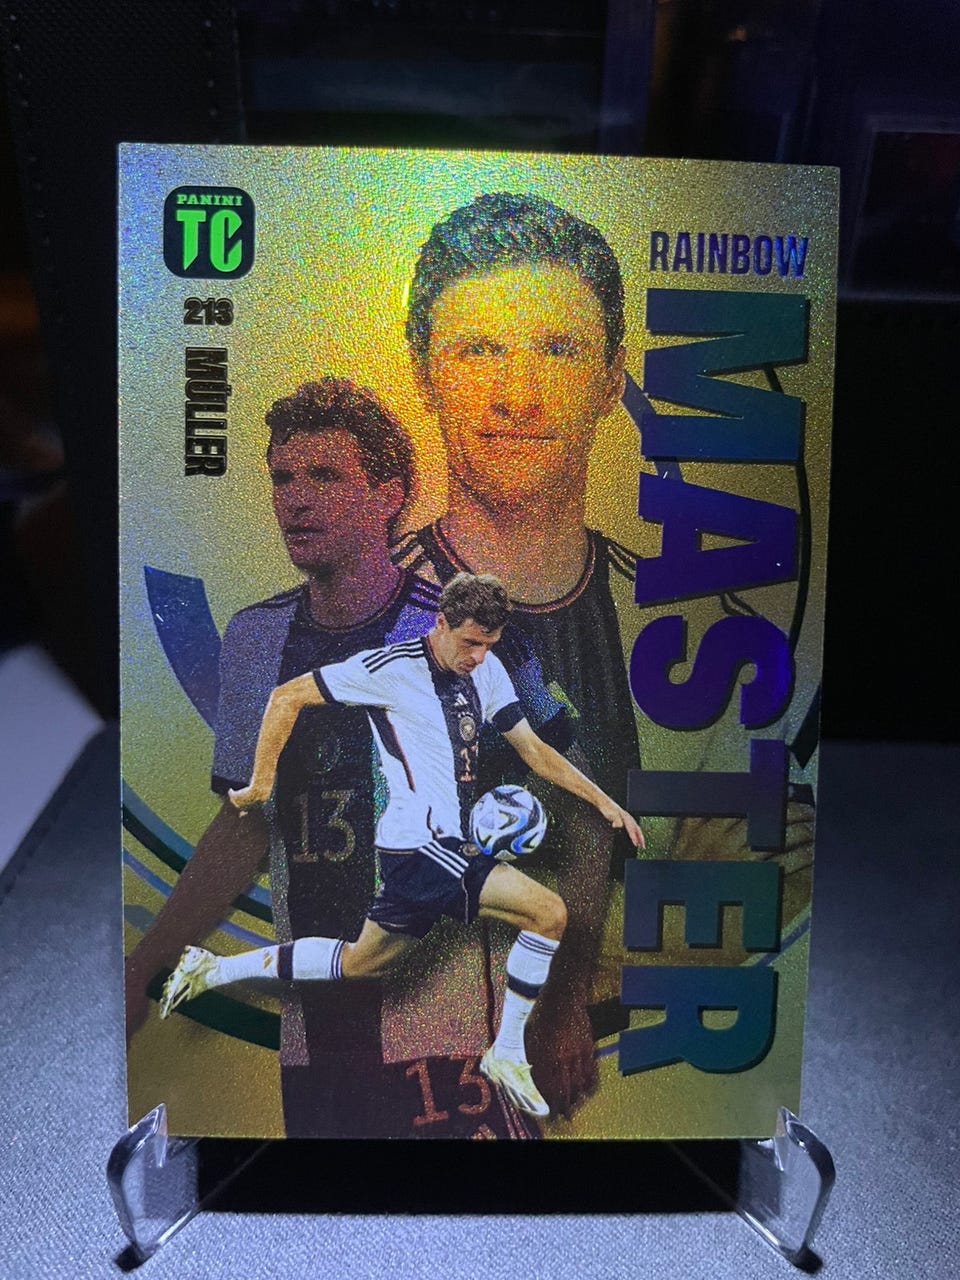 PANINI
TC
213
MÜLLER
RAINBOW
MASTER
13
13